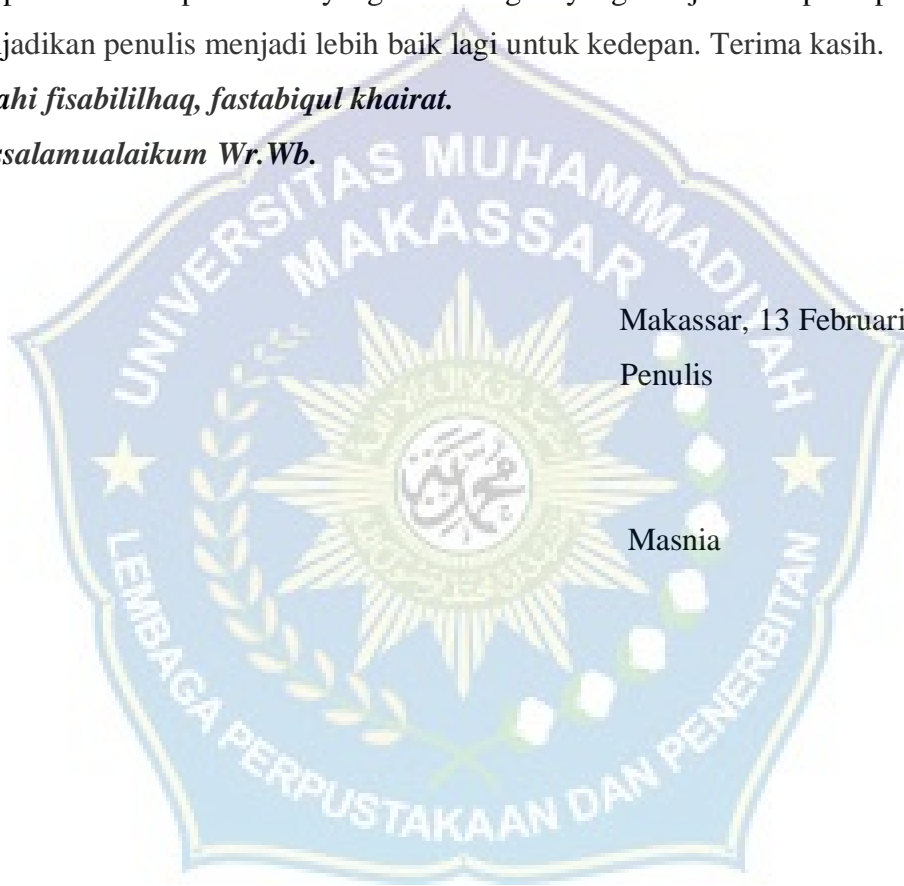 jadikan penulis menjadi lebih baik lagi untuk kedepan. Terima kasih.
ahi fisabililhaq, fastabiqul khairat.
ssalamualaikum Wr.Wb.
UNIVERSITAS MUHAMMADIYAH
MAKASSAR
Makassar, 13 Februari
Penulis
Masnia
LEMBAGA PERPUSTAKAAN DAN PENERBITAN